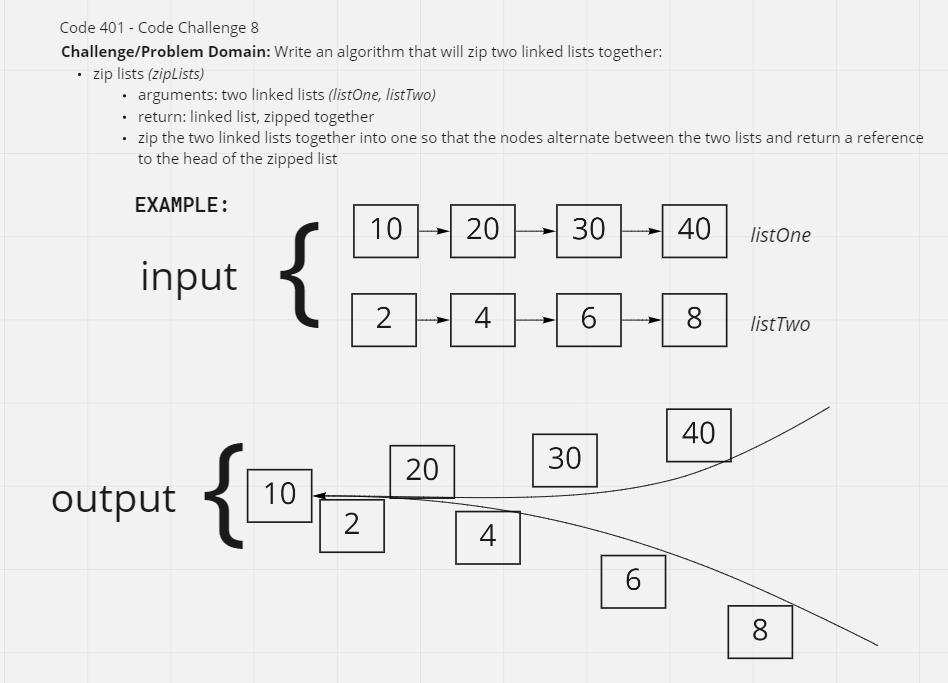 Code 401 - Code Challenge 8
Challenge/Problem Domain: Write an algorithm that will zip two linked lists together:
• zip lists (zipLists)
• arguments: two linked lists (listOne, listTwo)
• return: linked list, zipped together
• zip the two linked lists together into one so that the nodes alternate between the two lists and return a reference
to the head of the zipped list
EXAMPLE:
input { 10 20 30 40 listOne
2 4 6 8 listTwo
output { 10 20 30 40
2 4 6 8